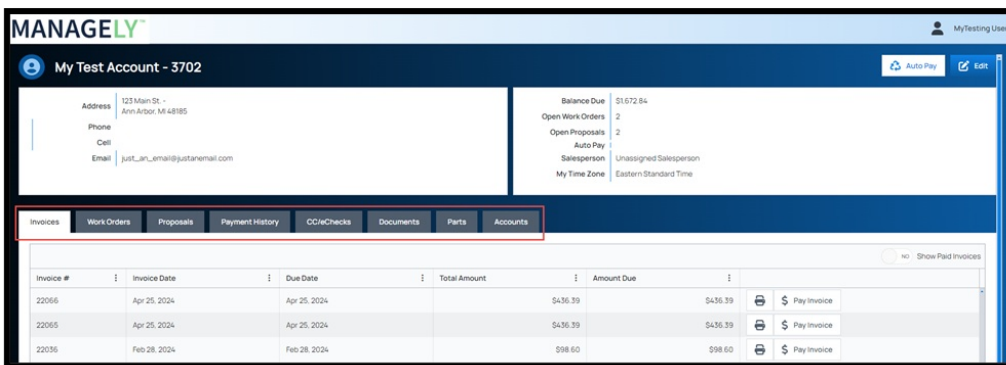 MANAGELY™
MyTesting User
My Test Account - 3702
Auto Pay
Edit
Address 123 Main St. -
Ann Arbor, MI 48185
Phone
Cell
Email just_an_email@justanemail.com
Balance Due $1,672.84
Open Work Orders 2
Open Proposals 2
Auto Pay
Salesperson Unassigned Salesperson
My Time Zone Eastern Standard Time
Invoices Work Orders Proposals Payment History CC/eChecks Documents Parts Accounts
NO Show Paid Invoices
Invoice # Invoice Date Due Date Total Amount Amount Due
22066 Apr 25, 2024 Apr 25, 2024 $436.39 $436.39 $ Pay Invoice
22065 Apr 25, 2024 Apr 25, 2024 $436.39 $436.39 $ Pay Invoice
22036 Feb 28, 2024 Feb 28, 2024 $98.60 $98.60 $ Pay Invoice